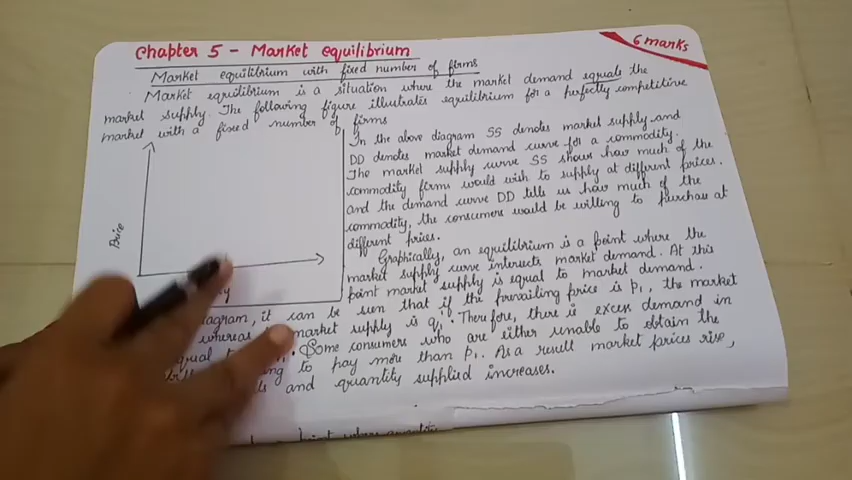 Chapter 5 - Market equilibrium
6 marks
Market equilibrium with fixed number of firms
Market equilibrium is a situation where the market demand equals the
market supply. The following figure illustrates equilibrium for a perfectly competitive
market with a fixed number of firms
Price
In the above diagram SS denotes market supply and
DD denotes market demand curve for a commodity.
The market supply curve SS shows how much of the
commodity firms would wish to supply at different prices.
and the demand curve DD tells us how much of the
commodity, the consumers would be willing to purchase at
different prices.
Graphically, an equilibrium is a point where the
market supply curve intersects market demand. At this
point market supply is equal to market demand.
diagram, it can be seen that if the prevailing price is p₁, the market
whereas market supply is q₁'. Therefore, there is excess demand in
equal Some consumers who are either unable to obtain the
to pay more than p₁. As a result market prices rise,
and quantity supplied increases.
point where quantity